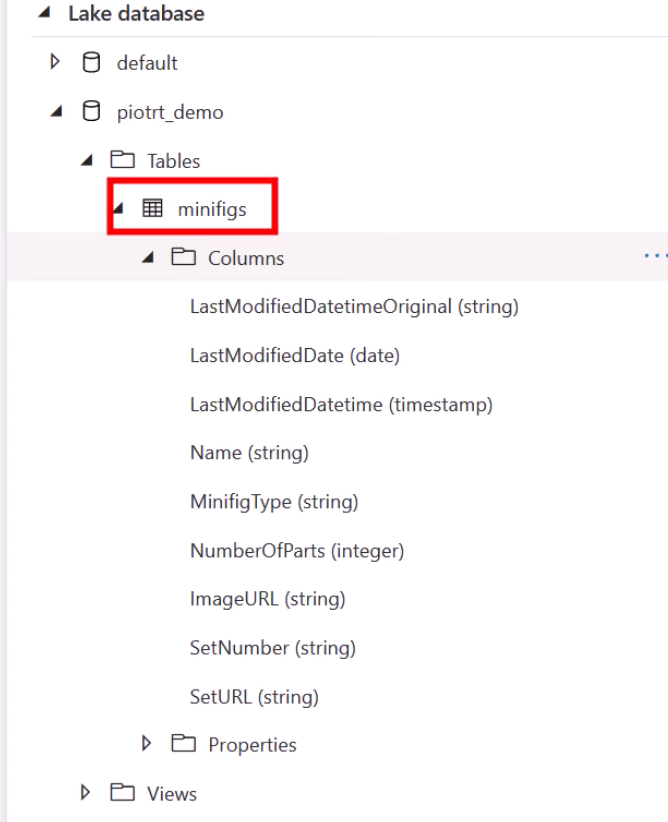 Lake database
default
piotrt_demo
Tables
minifigs
Columns
LastModifiedDatetimeOriginal (string)
LastModifiedDate (date)
LastModifiedDatetime (timestamp)
Name (string)
MinifigType (string)
NumberOfParts (integer)
ImageURL (string)
SetNumber (string)
SetURL (string)
Properties
Views